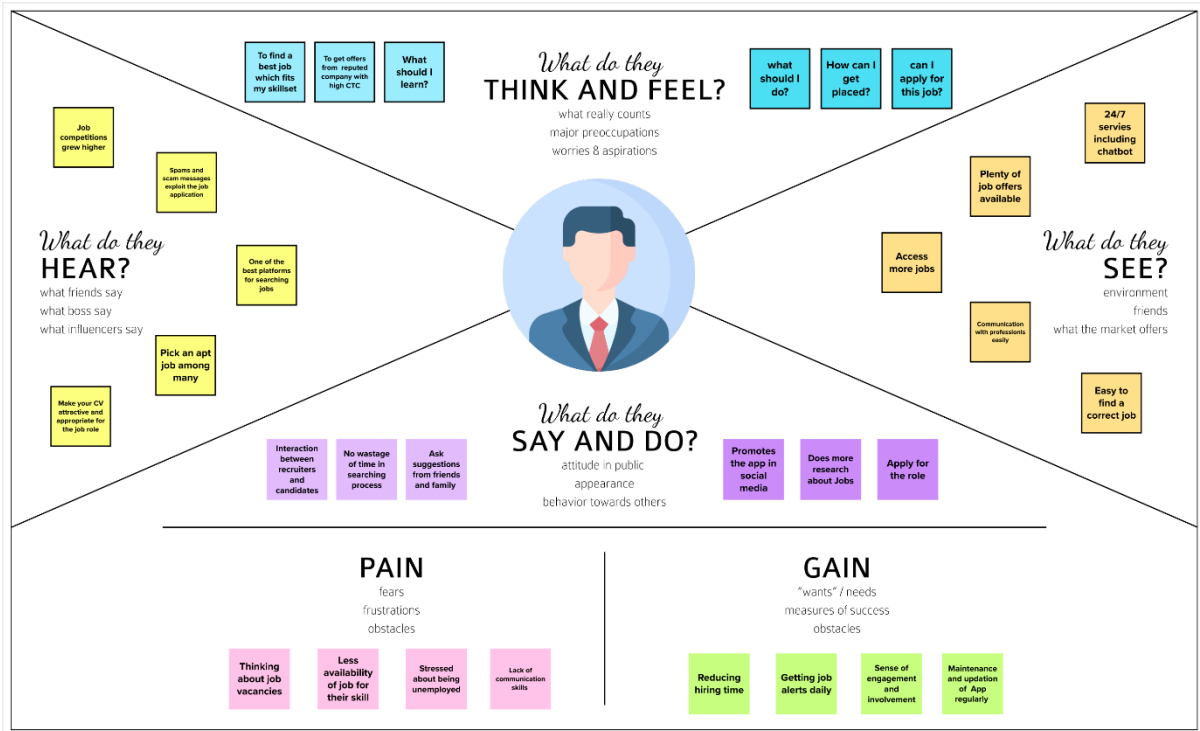 To find a
best job
which fits
my skillset
To get offers
from reputed
company with
high CTC
What
should I
learn?
What do they
THINK AND FEEL?
what really counts
major preoccupations
worries & aspirations
what
should I
do?
How can I
get
placed?
can I
apply for
this job?
Job
competitions
grew higher
Spams and
scam messages
exploit the job
application
What do they
HEAR?
what friends say
what boss say
what influencers say
One of the
best platforms
for searching
jobs
Pick an apt
job among
many
Make your CV
attractive and
appropriate for
the job role
24/7
servies
including
chatbot
Plenty of
job offers
available
Access
more jobs
What do they
SEE?
environment
friends
what the market offers
Communication
with professionls
easily
Easy to
find a
correct job
What do they
SAY AND DO?
attitude in public
appearance
behavior towards others
Interaction
between
recruiters
and
candidates
No wastage
of time in
searching
process
Ask
suggestions
from friends
and family
Promotes
the app in
social
media
Does more
research
about Jobs
Apply for
the role
PAIN
fears
frustrations
obstacles
Thinking
about job
vacancies
Less
availability
of job for
their skill
Stressed
about being
unemployed
Lack of
communication
skills
GAIN
"wants" / needs
measures of success
obstacles
Reducing
hiring time
Getting job
alerts daily
Sense of
engagement
and
involvement
Maintenance
and updation
of App
regularly